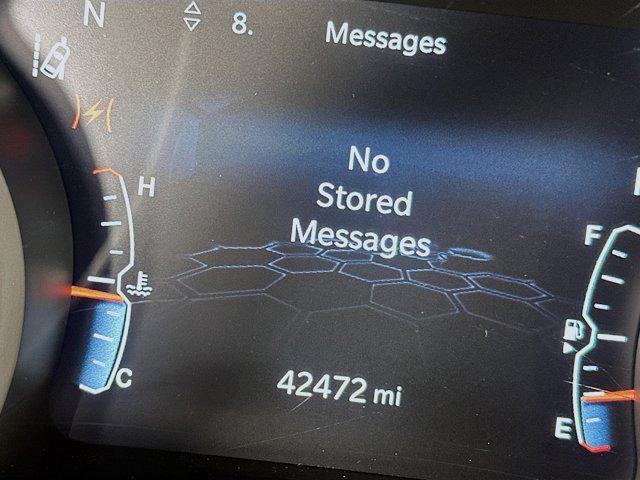 N
8.
Messages
No
Stored
Messages
H
C
F
E
42472 mi